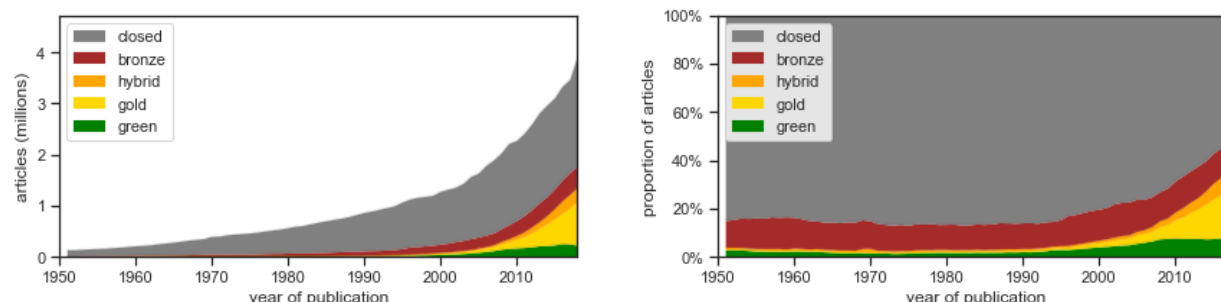 closed
bronze
hybrid
gold
green
articles (millions)
4
3
2
1
0
1950 1960 1970 1980 1990 2000 2010
year of publication
closed
bronze
hybrid
gold
green
proportion of articles
100%
80%
60%
40%
20%
0%
1950 1960 1970 1980 1990 2000 2010
year of publication